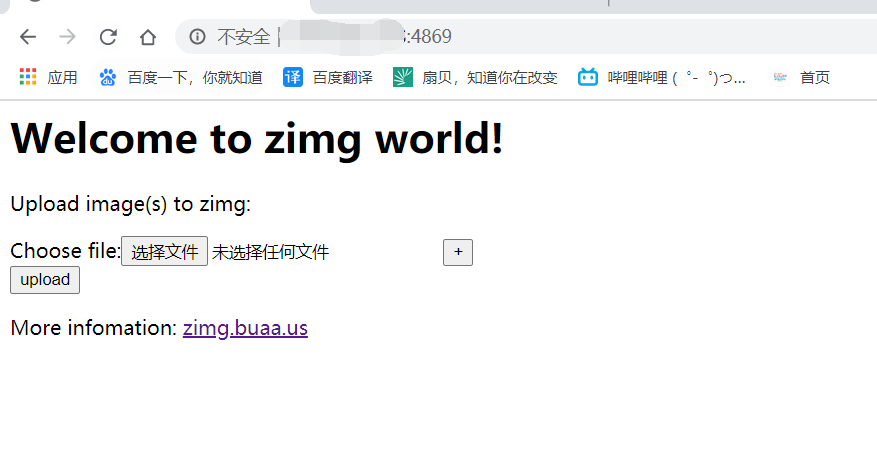 不安全 | :4869
应用 百度一下，你就知道 译 百度翻译 扇贝，知道你在改变 哔哩哔哩 (゜-゜)つ... 首页
Welcome to zimg world!
Upload image(s) to zimg:
Choose file: 选择文件 未选择任何文件 +
upload
More infomation: zimg.buaa.us